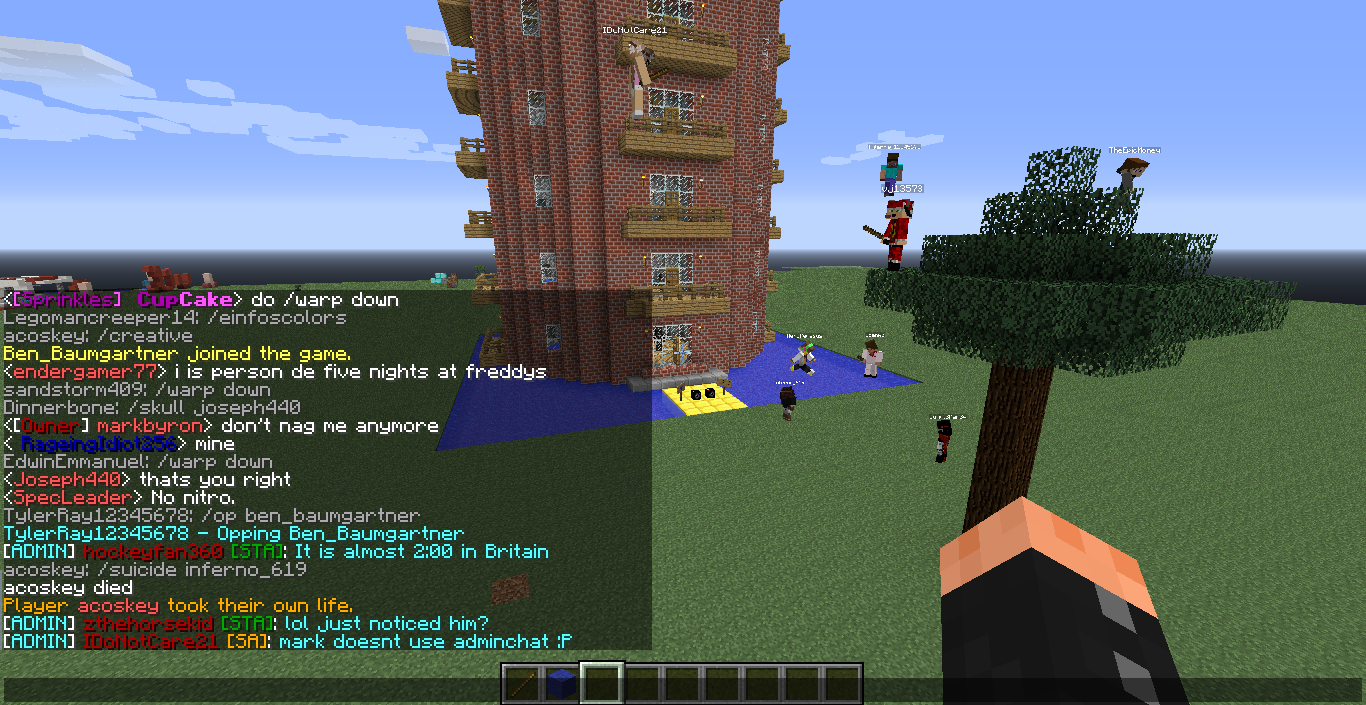 IDoNotCare21
vj13573
TheEpicMoney
<[Sprinkles] CupCake> do /warp down
Legomancreeper14: /einfoscolors
acoskey: /creative
Ben_Baumgartner joined the game.
<endergamer77> i is person de five nights at freddys
sandstorm409: /warp down
Dinnerbone: /skull joseph440
<[Owner] markbyron> don't nag me anymore
< RageingIdiot256> mine
EdwinEmmanuel: /warp down
<Joseph440> thats you right
<SpecLeader> No nitro.
TylerRay12345678: /op ben_baumgartner
TylerRay12345678 - Opping Ben_Baumgartner
[ADMIN] hockeyfan360 [STA]: It is almost 2:00 in Britain
acoskey: /suicide inferno_619
acoskey died
Player acoskey took their own life.
[ADMIN] zthehorsekid [STA]: lol just noticed him?
[ADMIN] IDoNotCare21 [SA]: mark doesnt use adminchat :P